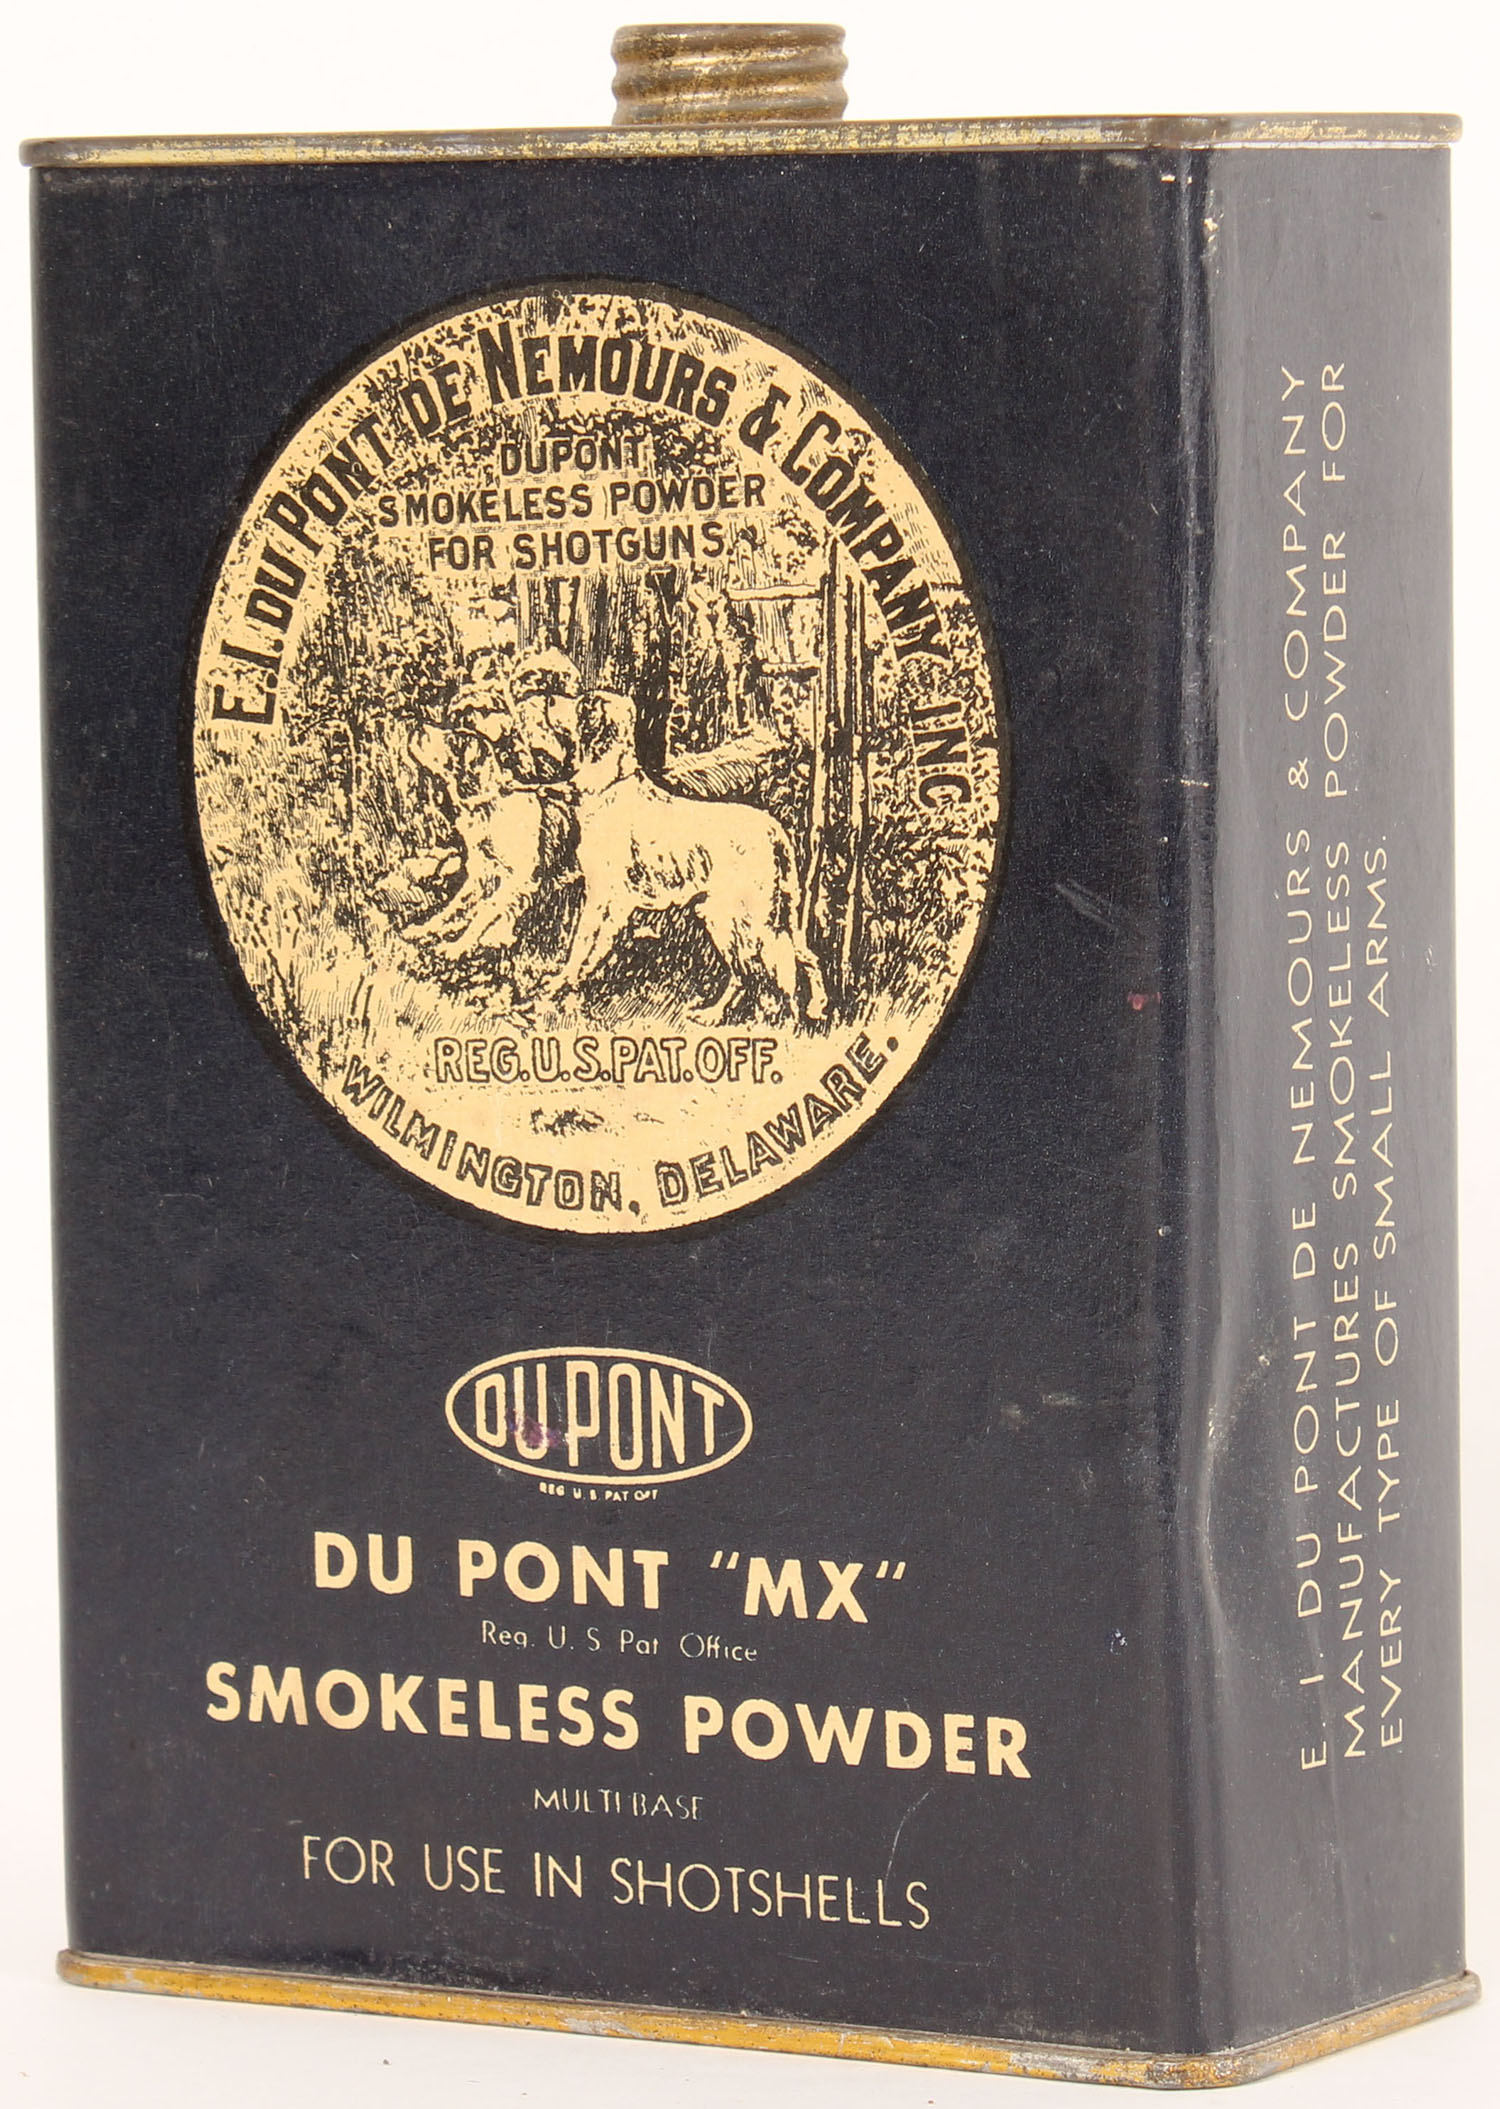 E.I. DU PONT DE NEMOURS & COMPANY, INC.
DUPONT
SMOKELESS POWDER
FOR SHOTGUNS
REG.U.S.PAT.OFF.
WILMINGTON, DELAWARE.
DU PONT
REG U.S. PAT OFF
DU PONT "MX"
Reg. U. S Pat Office
SMOKELESS POWDER
MULTI BASE
FOR USE IN SHOTSHELLS
E. I. DU PONT DE NEMOURS & COMPANY
MANUFACTURES SMOKELESS POWDER FOR
EVERY TYPE OF SMALL ARMS.